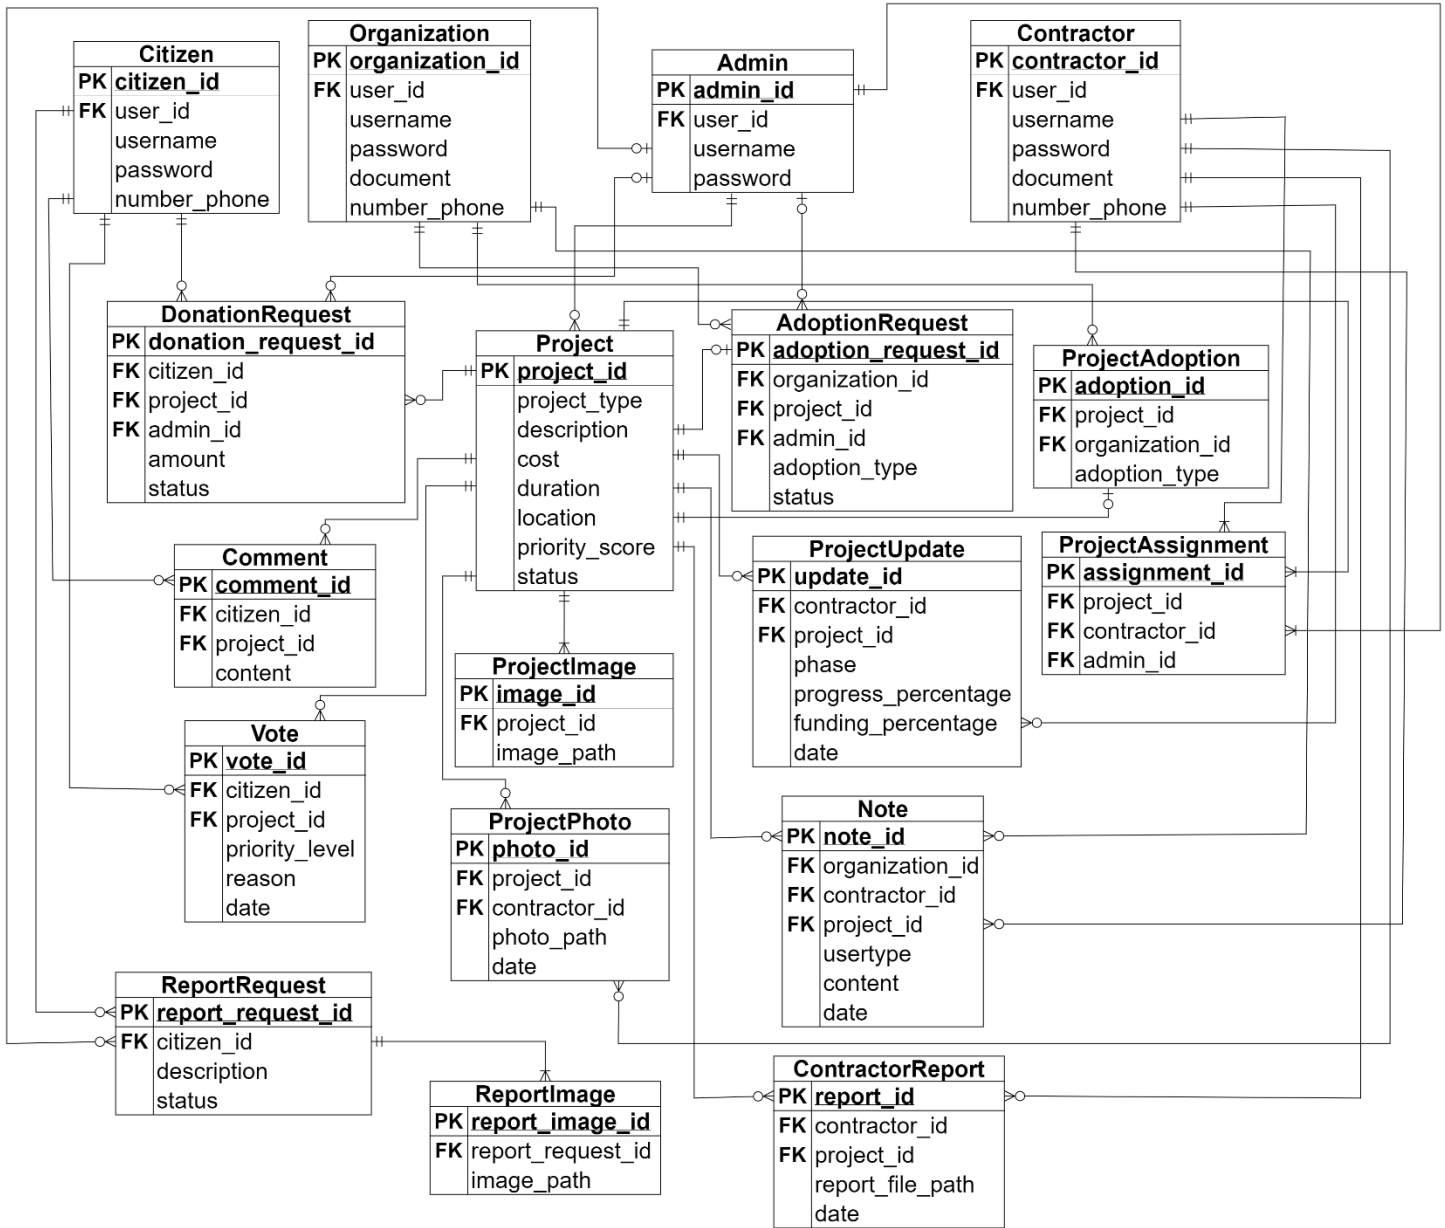 Citizen
PK citizen_id
FK user_id
username
password
number_phone
Organization
PK organization_id
FK user_id
username
password
document
number_phone
Admin
PK admin_id
FK user_id
username
password
Contractor
PK contractor_id
FK user_id
username
password
document
number_phone
DonationRequest
PK donation_request_id
FK citizen_id
FK project_id
FK admin_id
amount
status
Project
PK project_id
project_type
description
cost
duration
location
priority_score
status
AdoptionRequest
PK adoption_request_id
FK organization_id
FK project_id
FK admin_id
adoption_type
status
ProjectAdoption
PK adoption_id
FK project_id
FK organization_id
adoption_type
Comment
PK comment_id
FK citizen_id
FK project_id
content
ProjectUpdate
PK update_id
FK contractor_id
FK project_id
phase
progress_percentage
funding_percentage
date
ProjectAssignment
PK assignment_id
FK project_id
FK contractor_id
FK admin_id
ProjectImage
PK image_id
FK project_id
image_path
Vote
PK vote_id
FK citizen_id
FK project_id
priority_level
reason
date
ProjectPhoto
PK photo_id
FK project_id
FK contractor_id
photo_path
date
Note
PK note_id
FK organization_id
FK contractor_id
FK project_id
usertype
content
date
ReportRequest
PK report_request_id
FK citizen_id
description
status
ReportImage
PK report_image_id
FK report_request_id
image_path
ContractorReport
PK report_id
FK contractor_id
FK project_id
report_file_path
date